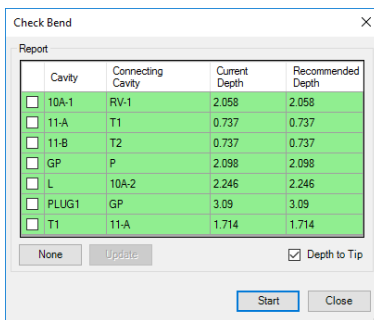 Check Bend
Report
Cavity Connecting Cavity Current Depth Recommended Depth
10A-1 RV-1 2.058 2.058
11-A T1 0.737 0.737
11-B T2 0.737 0.737
GP P 2.098 2.098
L 10A-2 2.246 2.246
PLUG1 GP 3.09 3.09
T1 11-A 1.714 1.714
None Update Depth to Tip
Start Close